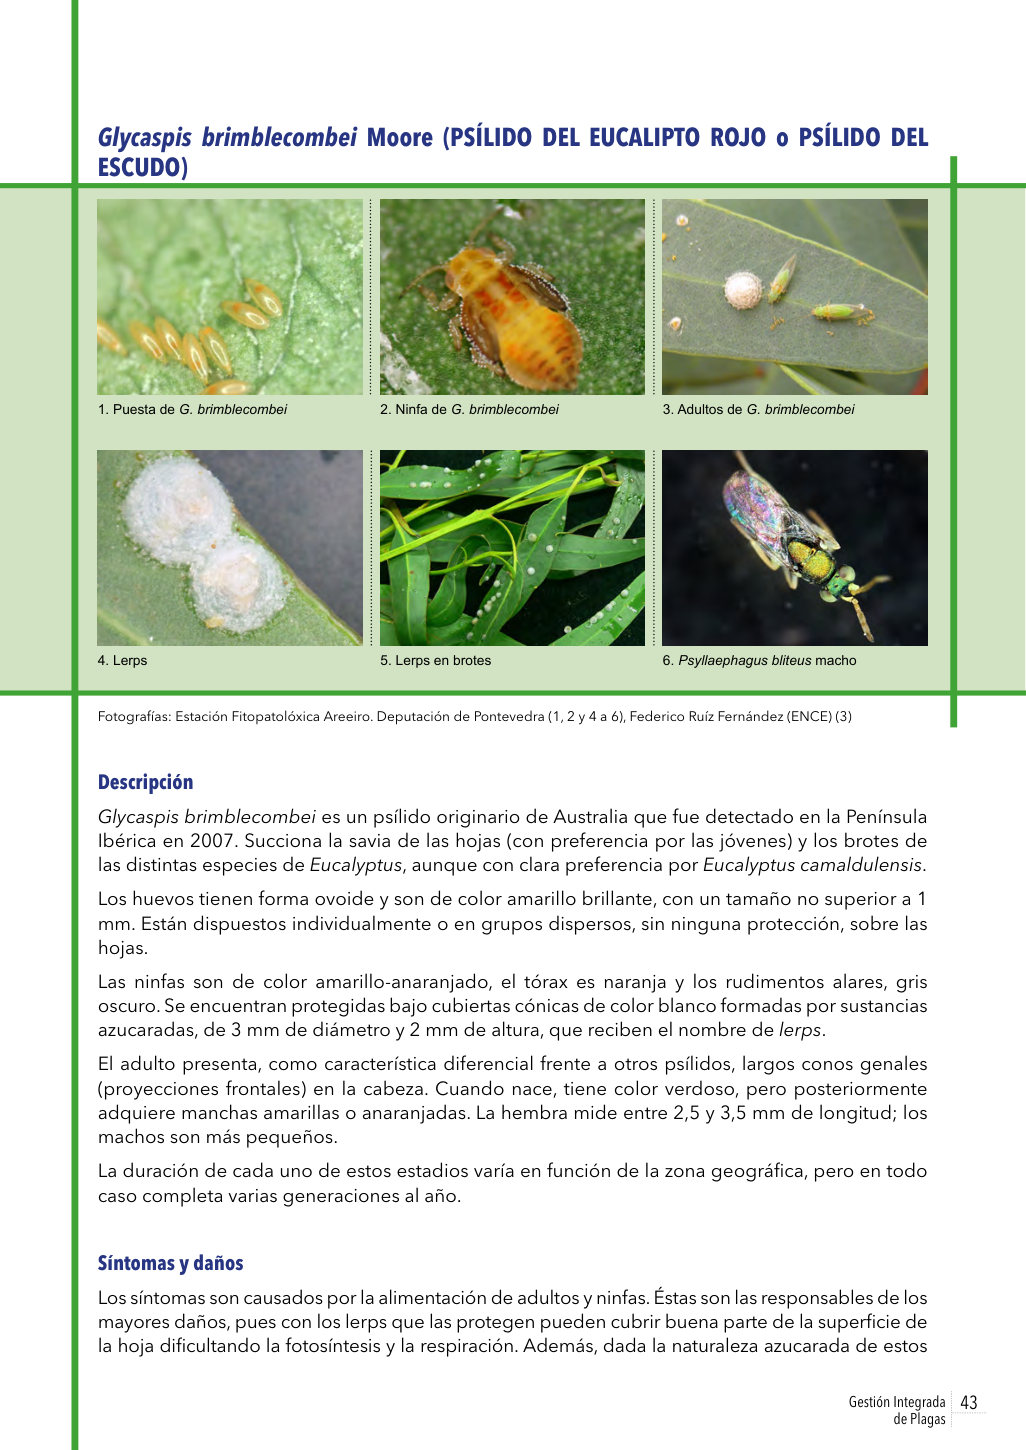 Glycaspis brimblecombei Moore (PSÍLIDO DEL EUCALIPTO ROJO o PSÍLIDO DEL
ESCUDO)
1. Puesta de G. brimblecombei
2. Ninfa de G. brimblecombei
3. Adultos de G. brimblecombei
4. Lerps
5. Lerps en brotes
6. Psyllaephagus bliteus macho
Fotografías: Estación Fitopatolóxica Areeiro. Deputación de Pontevedra (1, 2 y 4 a 6), Federico Ruíz Fernández (ENCE) (3)
Descripción
Glycaspis brimblecombei es un psílido originario de Australia que fue detectado en la Península
Ibérica en 2007. Succiona la savia de las hojas (con preferencia por las jóvenes) y los brotes de
las distintas especies de Eucalyptus, aunque con clara preferencia por Eucalyptus camaldulensis.
Los huevos tienen forma ovoide y son de color amarillo brillante, con un tamaño no superior a 1
mm. Están dispuestos individualmente o en grupos dispersos, sin ninguna protección, sobre las
hojas.
Las ninfas son de color amarillo-anaranjado, el tórax es naranja y los rudimentos alares, gris
oscuro. Se encuentran protegidas bajo cubiertas cónicas de color blanco formadas por sustancias
azucaradas, de 3 mm de diámetro y 2 mm de altura, que reciben el nombre de lerps.
El adulto presenta, como característica diferencial frente a otros psílidos, largos conos genales
(proyecciones frontales) en la cabeza. Cuando nace, tiene color verdoso, pero posteriormente
adquiere manchas amarillas o anaranjadas. La hembra mide entre 2,5 y 3,5 mm de longitud; los
machos son más pequeños.
La duración de cada uno de estos estadios varía en función de la zona geográfica, pero en todo
caso completa varias generaciones al año.
Síntomas y daños
Los síntomas son causados por la alimentación de adultos y ninfas. Éstas son las responsables de los
mayores daños, pues con los lerps que las protegen pueden cubrir buena parte de la superficie de
la hoja dificultando la fotosíntesis y la respiración. Además, dada la naturaleza azucarada de estos
Gestión Integrada
de Plagas
43